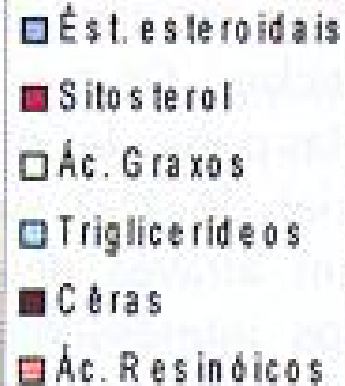 Ést. esteroidais
Sitosterol
Ác. Graxos
Triglicerídeos
Cêras
Ác. Resinóicos